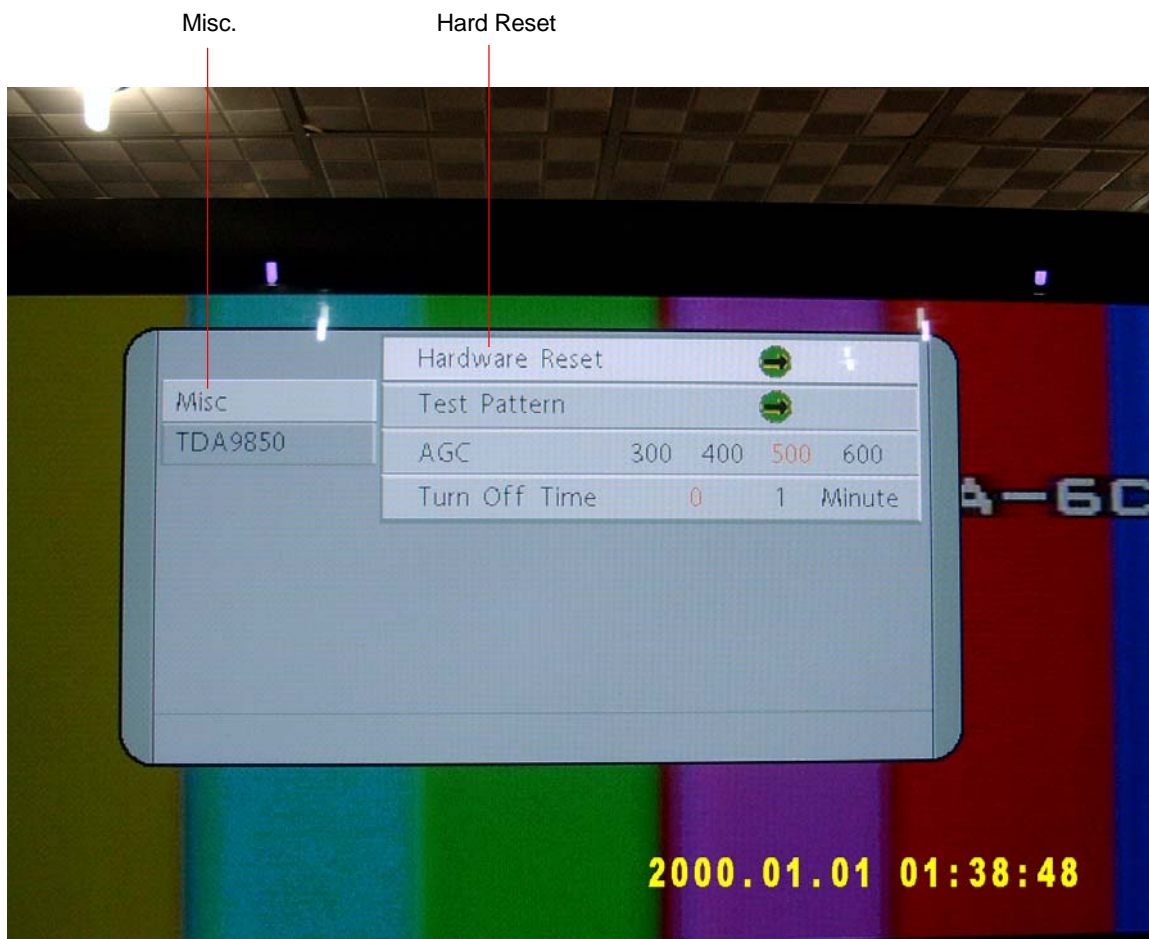 Misc. Hard Reset
Hardware Reset
Misc Test Pattern
TDA9850 AGC 300 400 500 600
Turn Off Time 0 1 Minute
-6C
2000.01.01 01:38:48